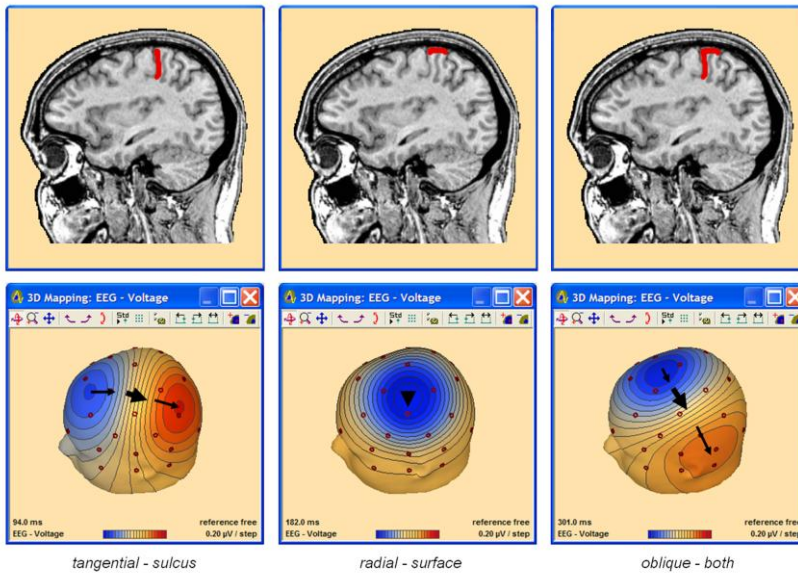 3D Mapping: EEG - Voltage
3D Mapping: EEG - Voltage
3D Mapping: EEG - Voltage
Std
Std
Std
94.0 ms reference free
EEG - Voltage 0.20 µV / step
182.0 ms reference free
EEG - Voltage 0.20 µV / step
301.0 ms reference free
EEG - Voltage 0.20 µV / step
tangential - sulcus
radial - surface
oblique - both